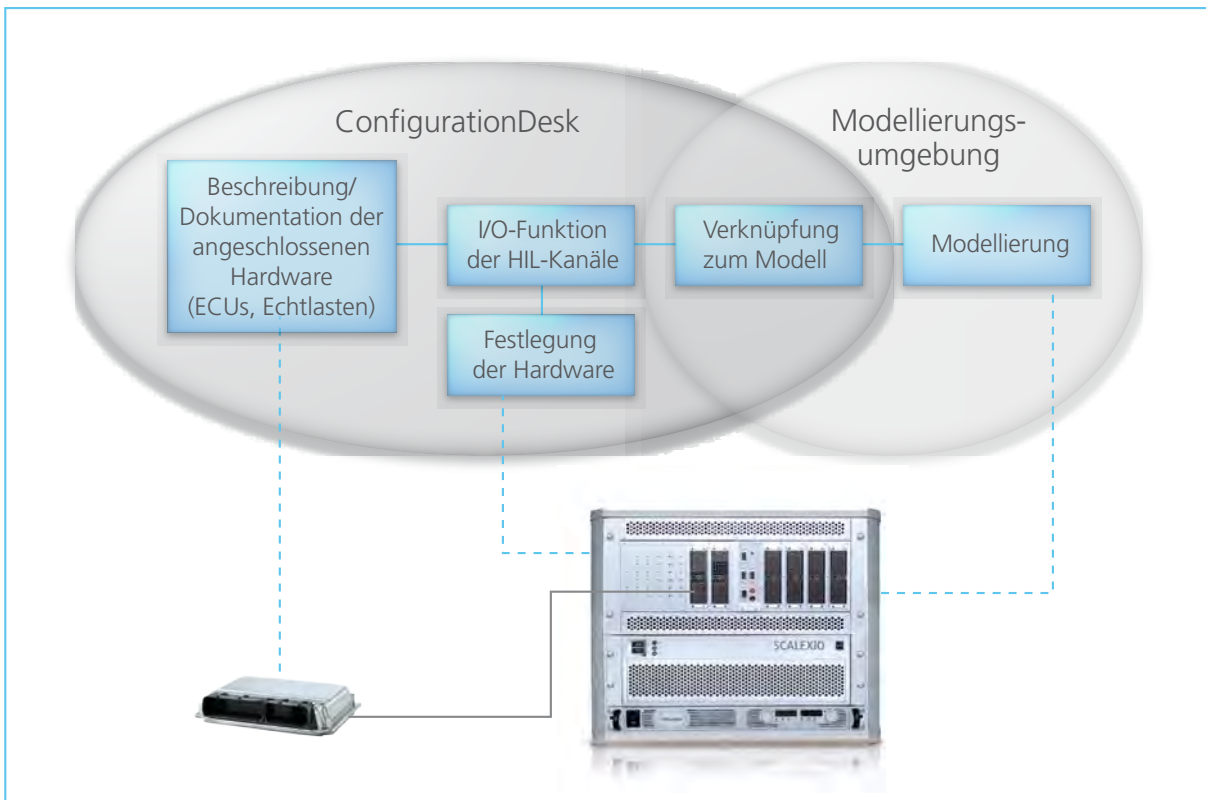 ConfigurationDesk
Modellierungs-
umgebung
Beschreibung/
Dokumentation der
angeschlossenen
Hardware
(ECUs, Echtlasten)
I/O-Funktion
der HIL-Kanäle
Verknüpfung
zum Modell
Modellierung
Festlegung
der Hardware
SCALEXIO